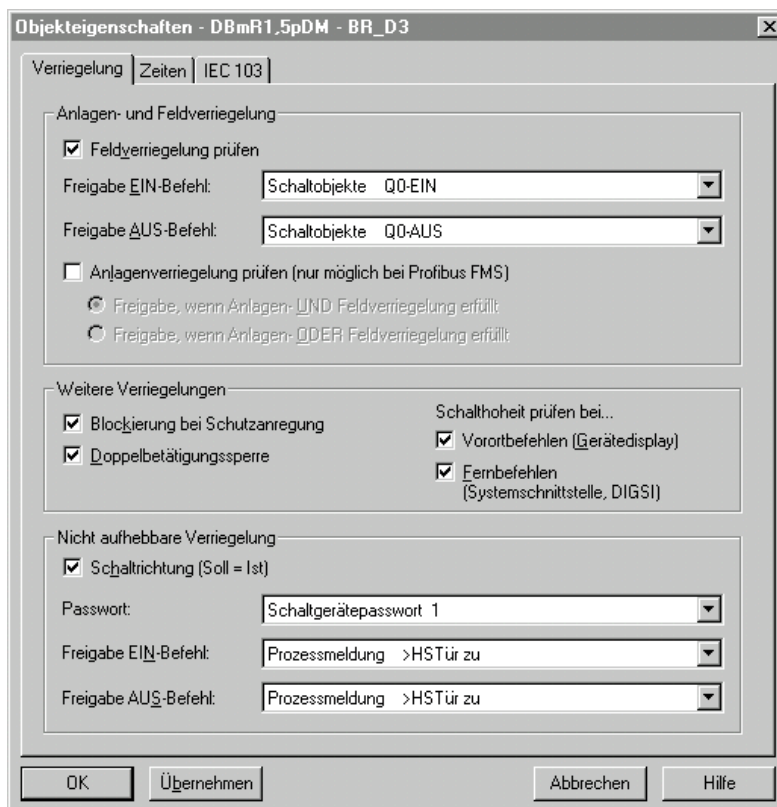 Objekteigenschaften - DBmR1,5pDM - BR_D3
Verriegelung Zeiten IEC 103
Anlagen- und Feldverriegelung
Feldverriegelung prüfen
Freigabe EIN-Befehl: Schaltobjekte Q0-EIN
Freigabe AUS-Befehl: Schaltobjekte Q0-AUS
Anlagenverriegelung prüfen (nur möglich bei Profibus FMS)
Freigabe, wenn Anlagen- UND Feldverriegelung erfüllt
Freigabe, wenn Anlagen- ODER Feldverriegelung erfüllt
Weitere Verriegelungen
Blockierung bei Schutzanregung
Doppelbetätigungssperre
Schalthoheit prüfen bei...
Vorortbefehlen (Gerätedisplay)
Fernbefehlen
(Systemschnittstelle, DIGSI)
Nicht aufhebbare Verriegelung
Schaltrichtung (Soll = Ist)
Passwort: Schaltgerätepasswort 1
Freigabe EIN-Befehl: Prozessmeldung >HSTür zu
Freigabe AUS-Befehl: Prozessmeldung >HSTür zu
OK Übernehmen Abbrechen Hilfe